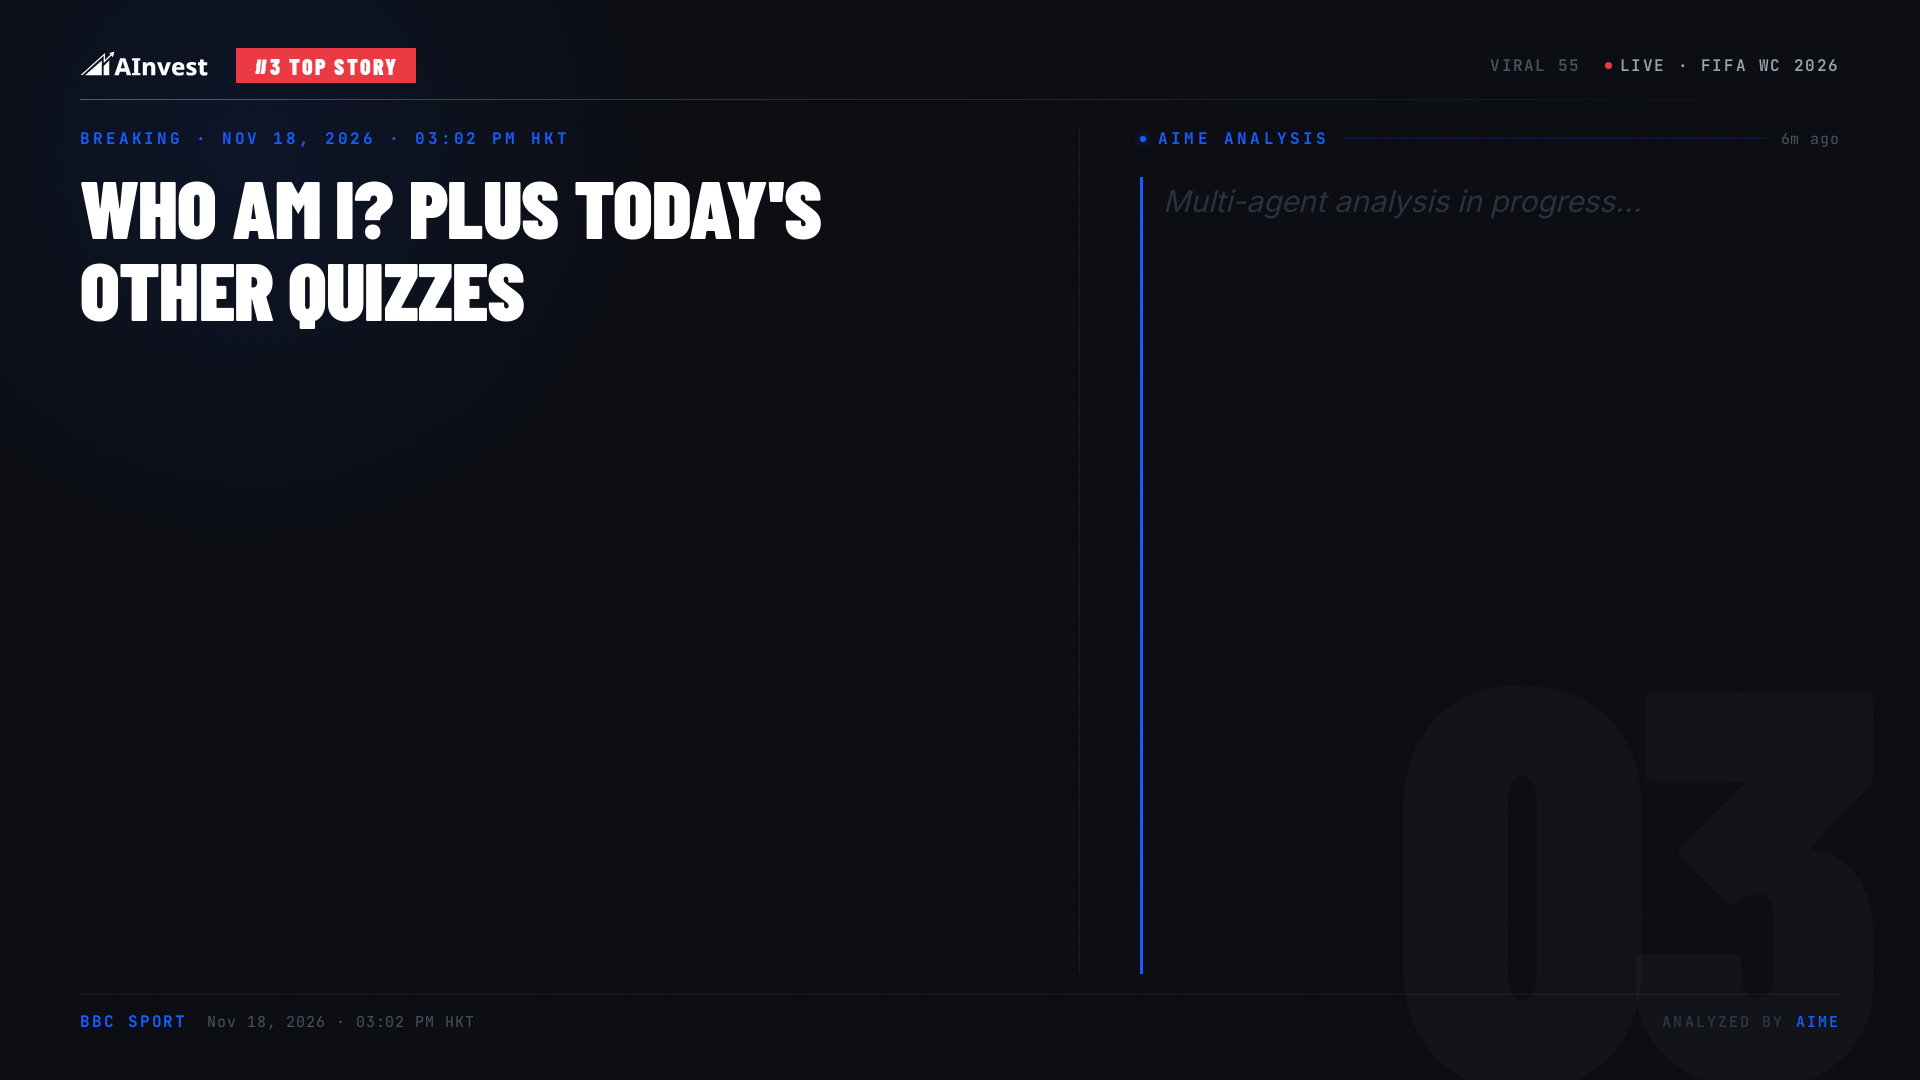 AInvest
#3 TOP STORY
VIRAL 55
LIVE · FIFA WC 2026
BREAKING · NOV 18, 2026 · 03:02 PM HKT
WHO AM I? PLUS TODAY'S
OTHER QUIZZES
AIME ANALYSIS
6m ago
Multi-agent analysis in progress...
03
BBC SPORT
Nov 18, 2026 · 03:02 PM HKT
ANALYZED BY AIME